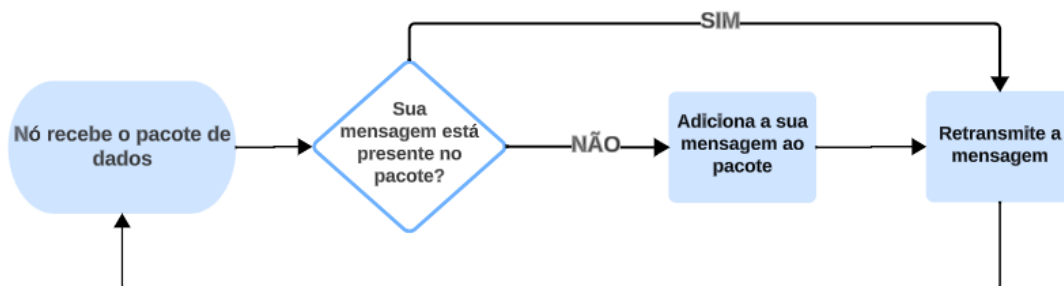 SIM
Nó recebe o pacote de
dados
Sua
mensagem está
presente no
pacote?
NÃO
Adiciona a sua
mensagem ao
pacote
Retransmite a
mensagem